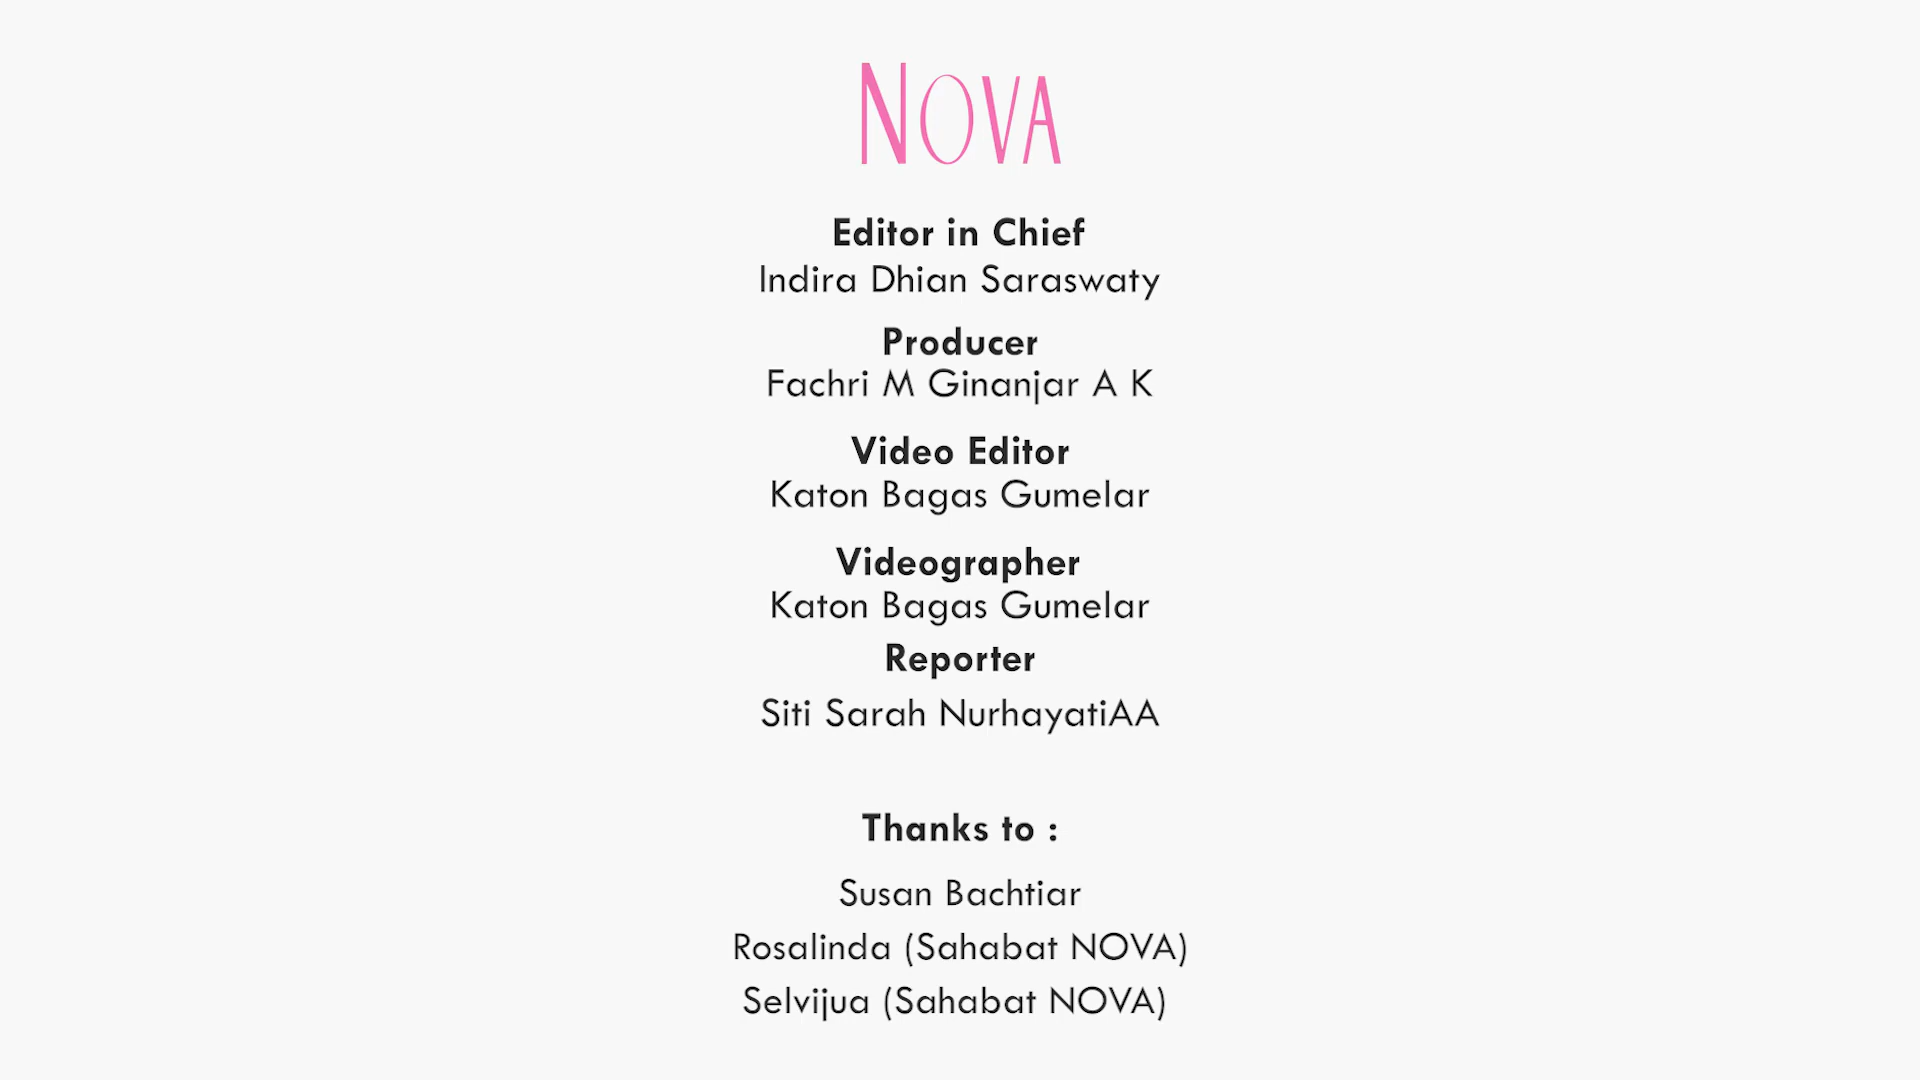 NOVA
Editor in Chief
Indira Dhian Saraswaty
Producer
Fachri M Ginanjar A K
Video Editor
Katon Bagas Gumelar
Videographer
Katon Bagas Gumelar
Reporter
Siti Sarah NurhayatiAA
Thanks to :
Susan Bachtiar
Rosalinda (Sahabat NOVA)
Selvijua (Sahabat NOVA)